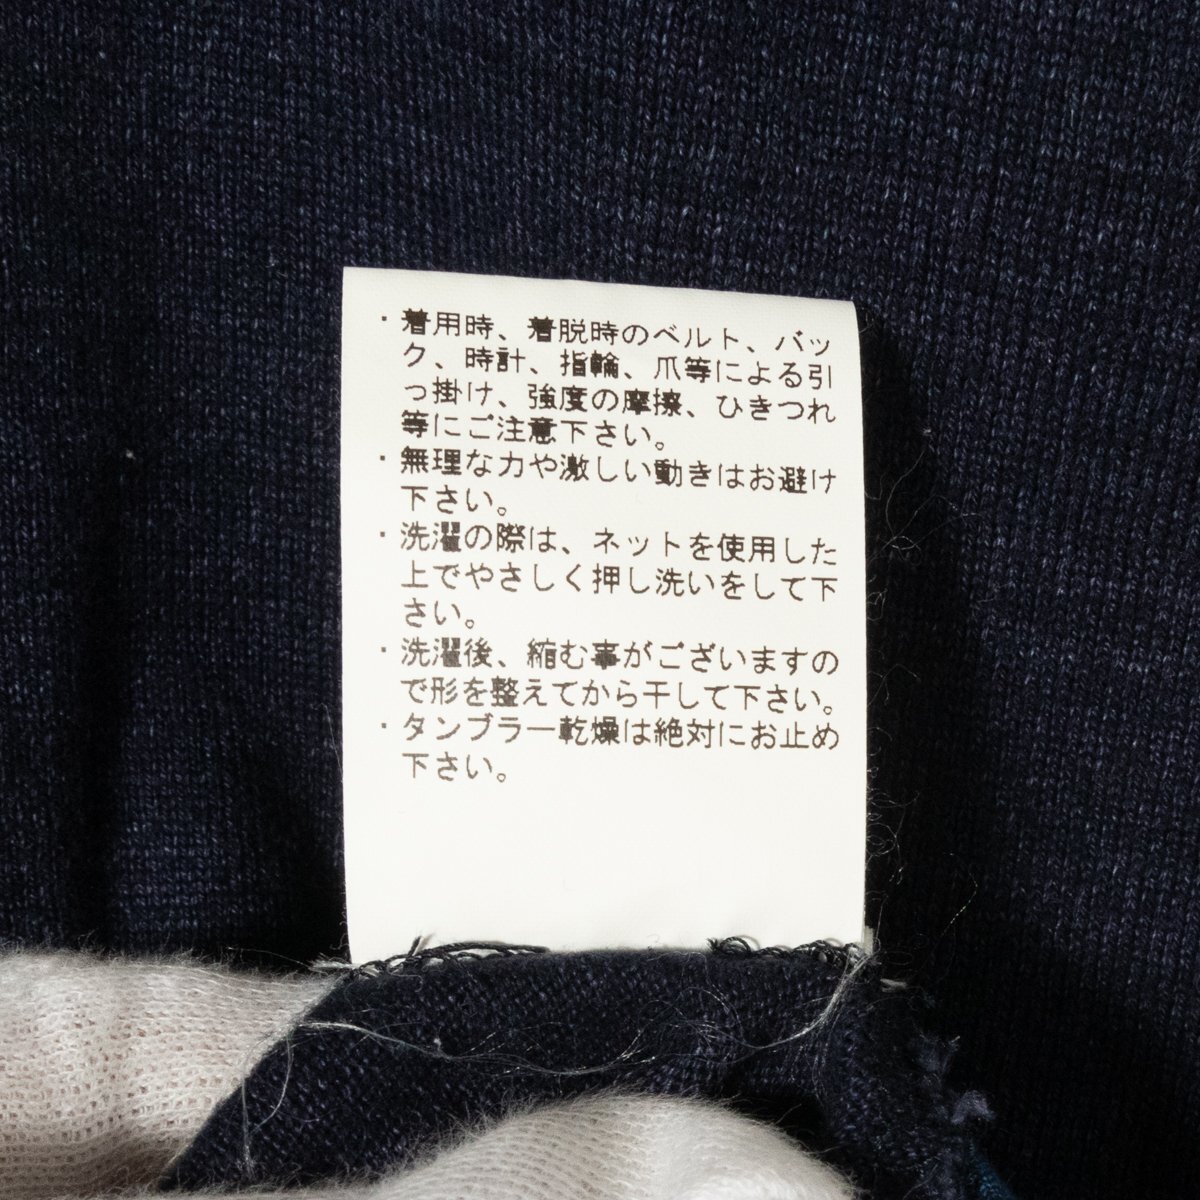 ・着用時、着脱時のベルト、バッ
ク、時計、指輪、爪等による引
っ掛け、強度の摩擦、ひきつれ
等にご注意下さい。
・無理な力や激しい動きはお避け
下さい。
・洗濯の際は、ネットを使用した
上でやさしく押し洗いをして下
さい。
・洗濯後、縮む事がございますの
で形を整えてから干して下さい。
・タンブラー乾燥は絶対にお止め
下さい。